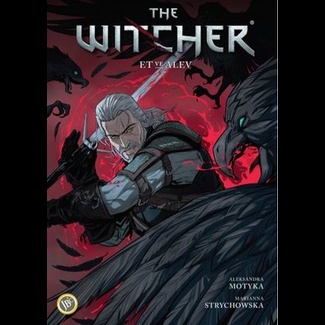 THE
WITCHER
ET VE ALEV
ALEKSANDRA
MOTYKA
MARIANNA
STRYCHOWSKA